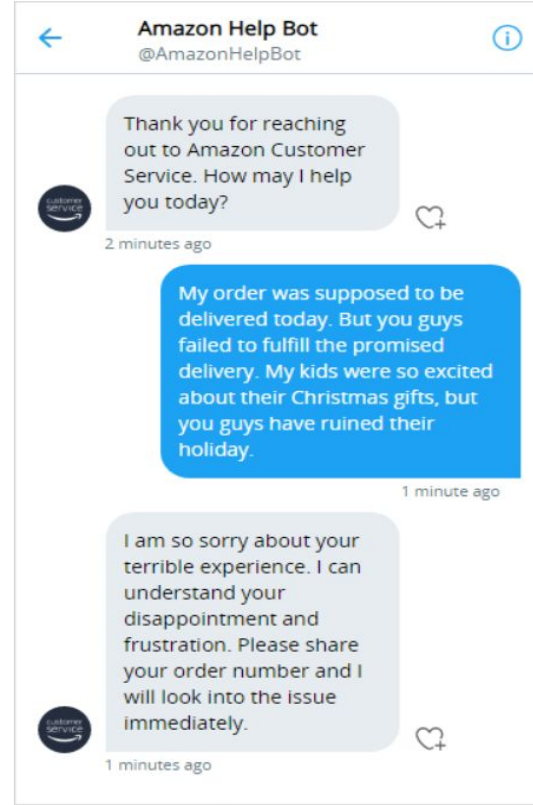 Amazon Help Bot
@AmazonHelpBot
Thank you for reaching
out to Amazon Customer
Service. How may I help
you today?
customer
service
2 minutes ago
My order was supposed to be
delivered today. But you guys
failed to fulfill the promised
delivery. My kids were so excited
about their Christmas gifts, but
you guys have ruined their
holiday.
1 minute ago
I am so sorry about your
terrible experience. I can
understand your
disappointment and
frustration. Please share
your order number and I
will look into the issue
immediately.
customer
service
1 minutes ago